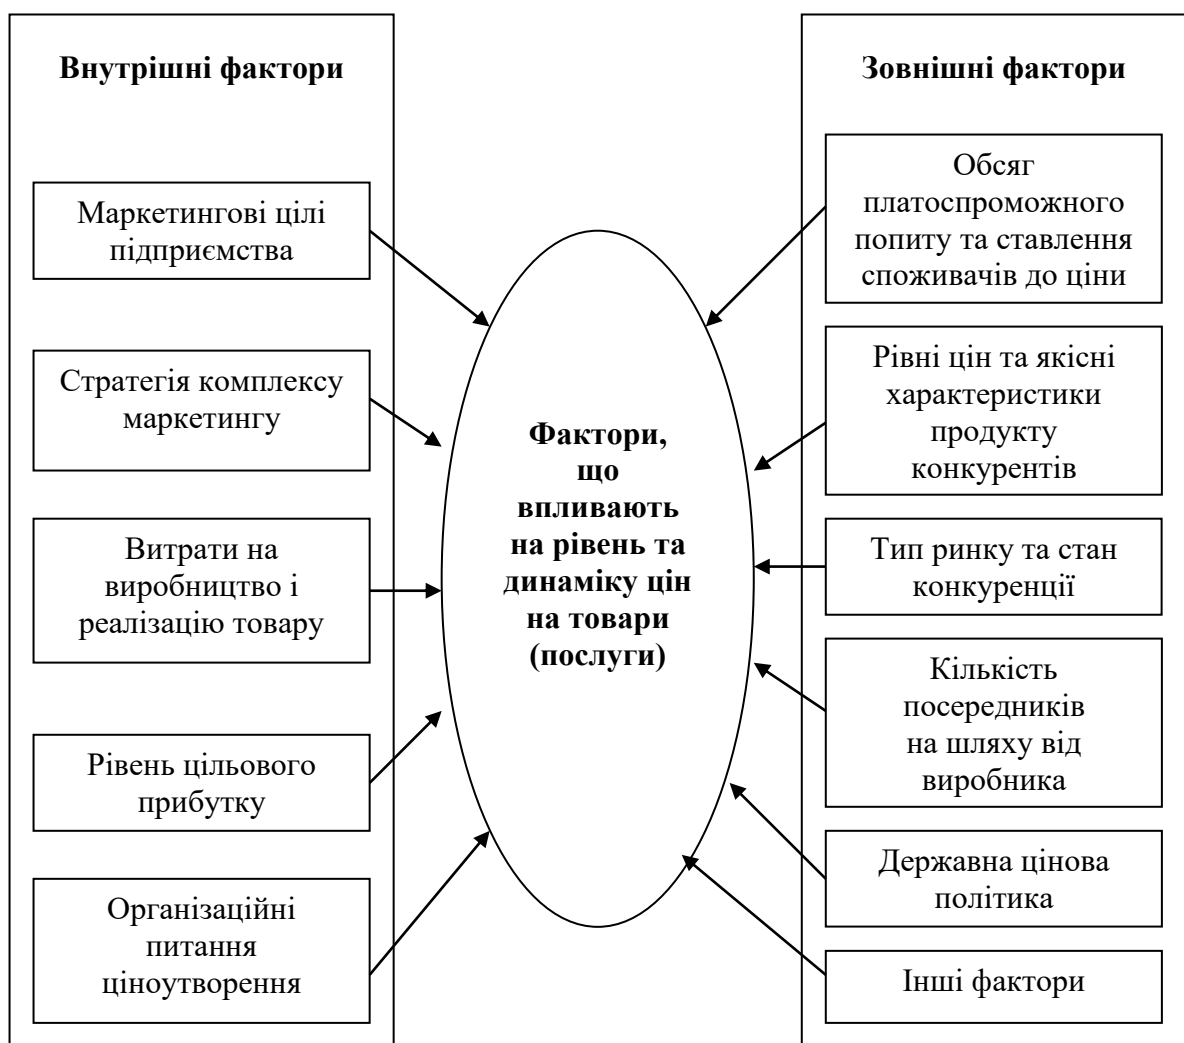 Внутрішні фактори
Маркетингові цілі
підприємства
Стратегія комплексу
маркетингу
Витрати на
виробництво і
реалізацію товару
Рівень цільового
прибутку
Організаційні
питання
ціноутворення
Фактори,
що
впливають
на рівень та
динаміку цін
на товари
(послуги)
Зовнішні фактори
Обсяг
платоспроможного
попиту та ставлення
споживачів до ціни
Рівні цін та якісні
характеристики
продукту
конкурентів
Тип ринку та стан
конкуренції
Кількість
посередників
на шляху від
виробника
Державна цінова
політика
Інші фактори